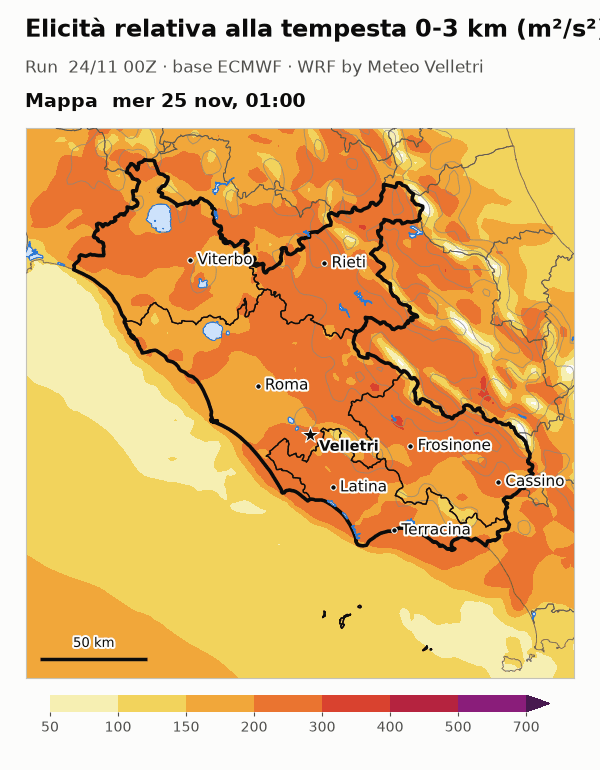 Elicità relativa alla tempesta 0-3 km (m²/s²)
Run 24/11 00Z · base ECMWF · WRF by Meteo Velletri
Mappa mer 25 nov, 01:00
Viterbo
Rieti
Roma
Velletri
Frosinone
Latina
Cassino
Terracina
50 km
50 100 150 200 300 400 500 700